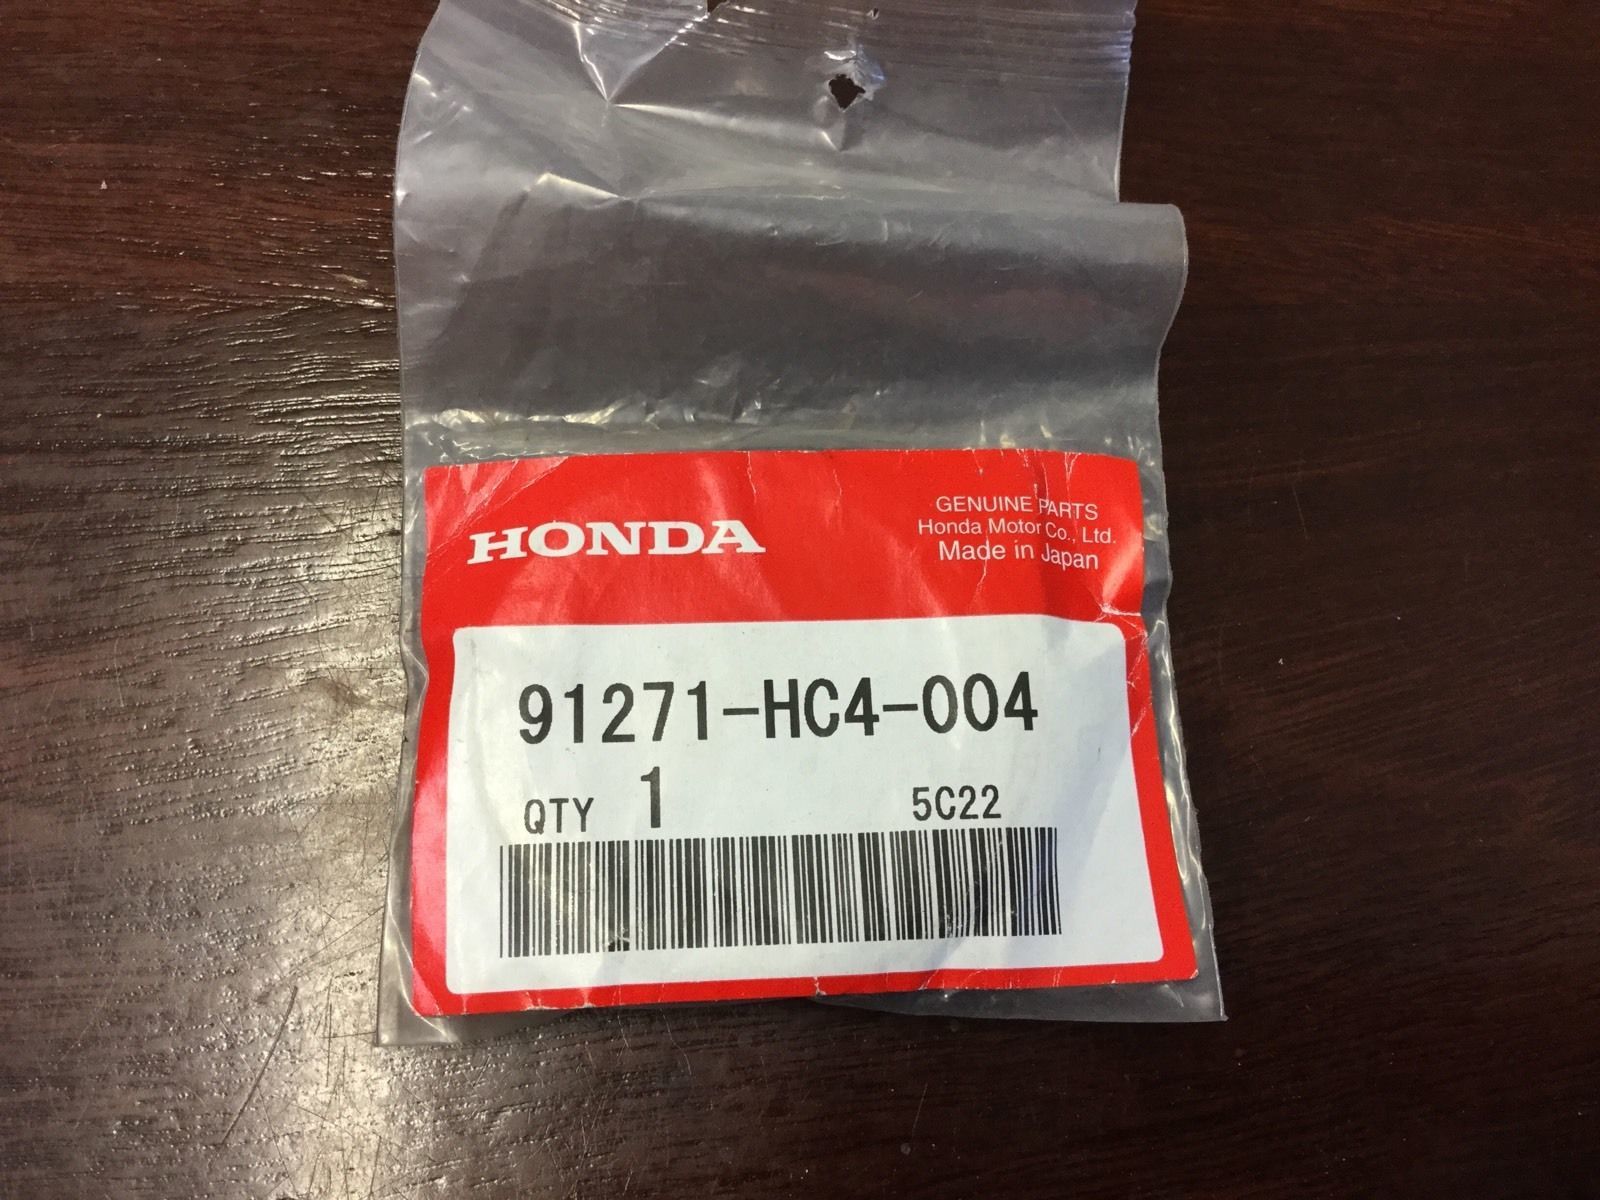 HONDA
GENUINE PARTS
Honda Motor Co., Ltd.
Made in Japan
91271-HC4-004
QTY 1 5C22